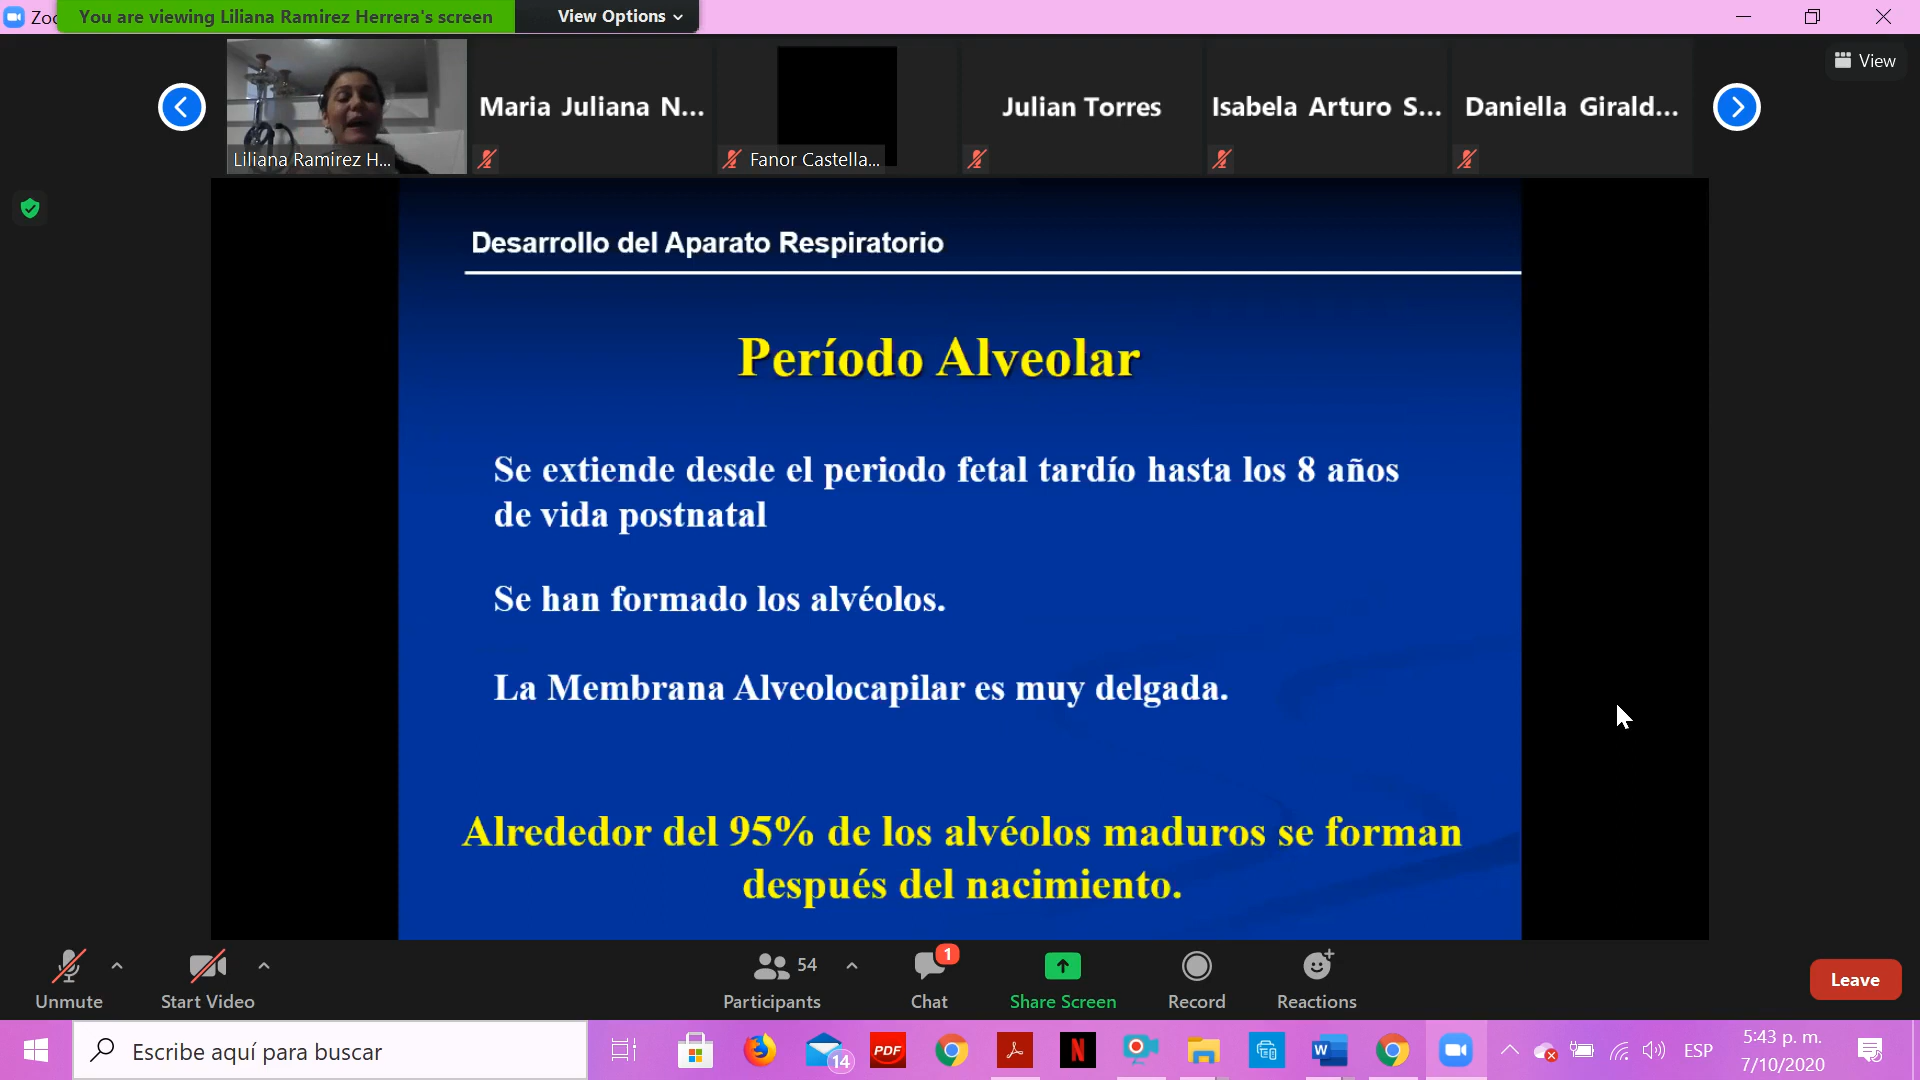 Zoo
You are viewing Liliana Ramirez Herrera's screen
View Options
View
Liliana Ramirez H...
Maria Juliana N...
Fanor Castella...
Julian Torres
Isabela Arturo S...
Daniella Girald...
Desarrollo del Aparato Respiratorio
Período Alveolar
Se extiende desde el periodo fetal tardío hasta los 8 años
de vida postnatal
Se han formado los alvéolos.
La Membrana Alveolocapilar es muy delgada.
Alrededor del 95% de los alvéolos maduros se forman
después del nacimiento.
Unmute
Start Video
54
Participants
1
Chat
Share Screen
Record
Reactions
Leave
Escribe aquí para buscar
14
PDF
N
W
ESP
5:43 p. m.
7/10/2020